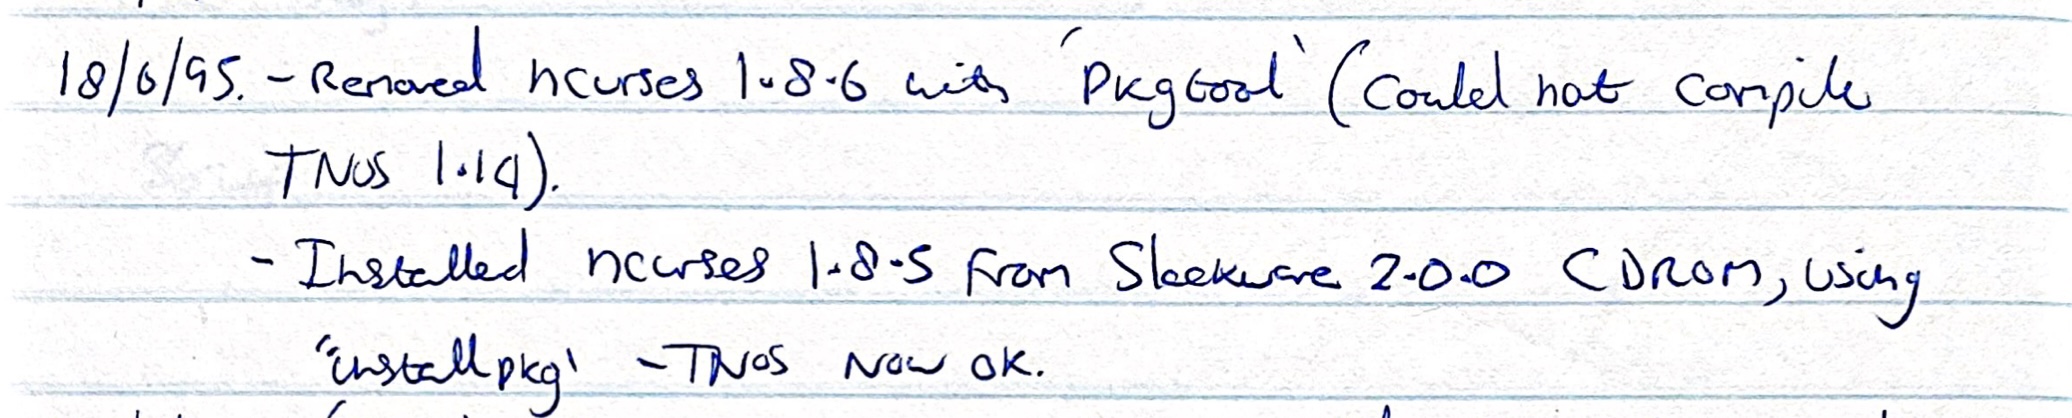 18/6/95. - Removed ncurses 1.8.6 with 'Pkgtool' (Could not compile
TNOS 1.14).
- Installed ncurses 1.8.5 from Slackware 2.0.0 CDROM, using
"installpkg' - TNOS Now OK.